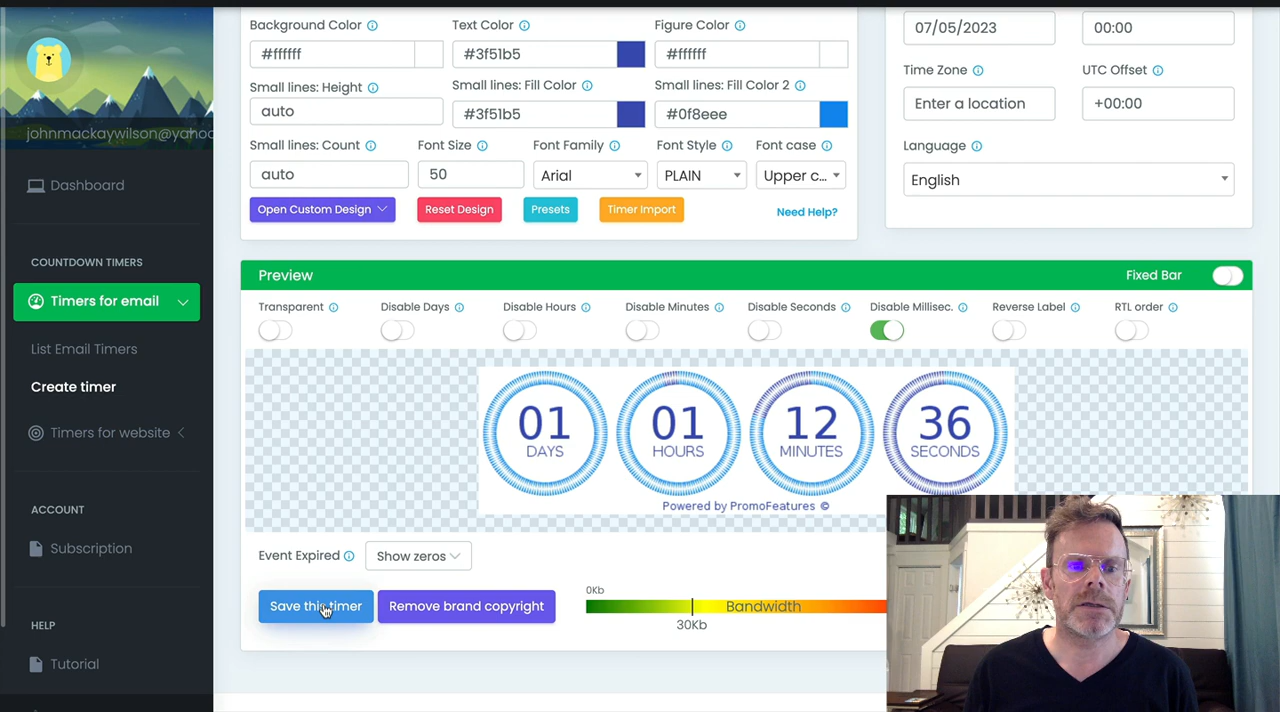 johnmackaywilson@yahoo
Dashboard
COUNTDOWN TIMERS
Timers for email
List Email Timers
Create timer
Timers for website
ACCOUNT
Subscription
HELP
Tutorial
Background Color
Text Color
Figure Color
#ffffff
#3f51b5
#ffffff
Small lines: Height
Small lines: Fill Color
Small lines: Fill Color 2
auto
#3f51b5
#0f8eee
Small lines: Count
Font Size
Font Family
Font Style
Font case
auto
50
Arial
PLAIN
Upper c...
Open Custom Design
Reset Design
Presets
Timer Import
Need Help?
07/05/2023
00:00
Time Zone
UTC Offset
Enter a location
+00:00
Language
English
Preview
Fixed Bar
Transparent
Disable Days
Disable Hours
Disable Minutes
Disable Seconds
Disable Millisec.
Reverse Label
RTL order
01
01
12
36
DAYS
HOURS
MINUTES
SECONDS
Powered by PromoFeatures ©
Event Expired
Show zeros
Save this timer
Remove brand copyright
0Kb
Bandwidth
30Kb